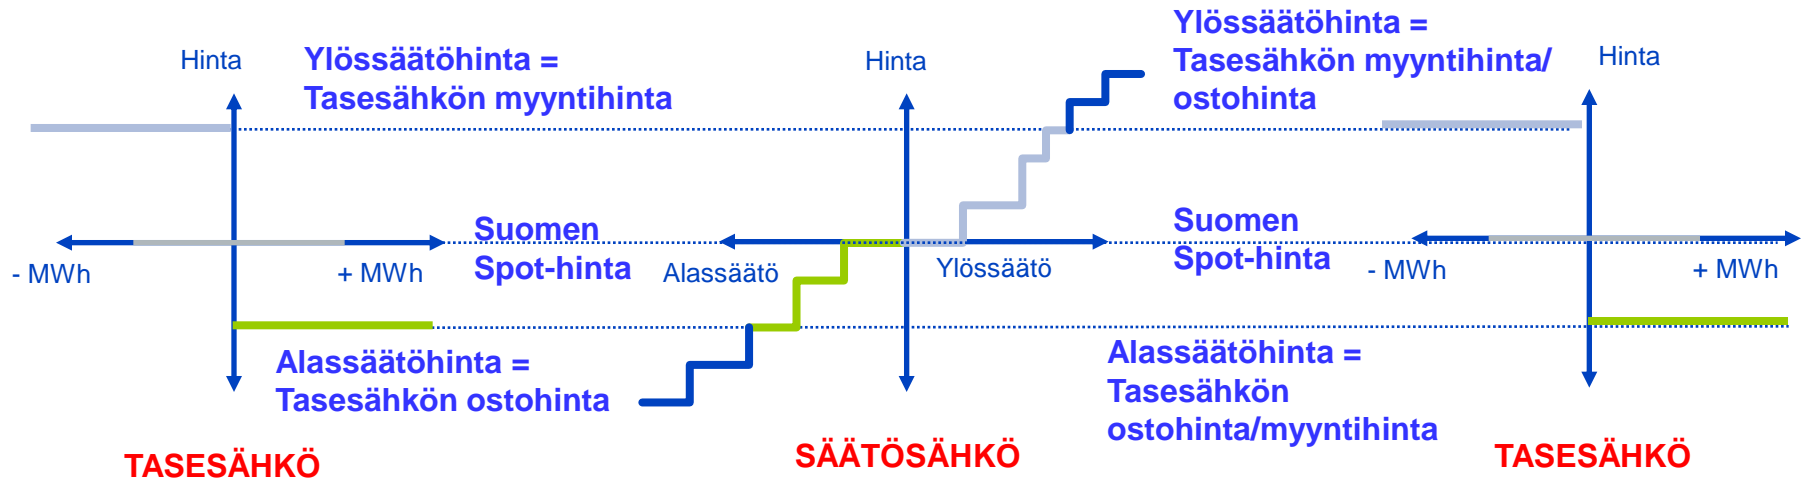 Hinta
Ylössäätöhinta =
Tasesähkön myyntihinta
- MWh
+ MWh
Suomen
Spot-hinta
Alassäätöhinta =
Tasesähkön ostohinta
TASESÄHKÖ
Hinta
Alassäätö
Ylössäätö
SÄÄTÖSÄHKÖ
Ylössäätöhinta =
Tasesähkön myyntihinta/
ostohinta
Suomen
Spot-hinta
Alassäätöhinta =
Tasesähkön
ostohinta/myyntihinta
Hinta
- MWh
+ MWh
TASESÄHKÖ